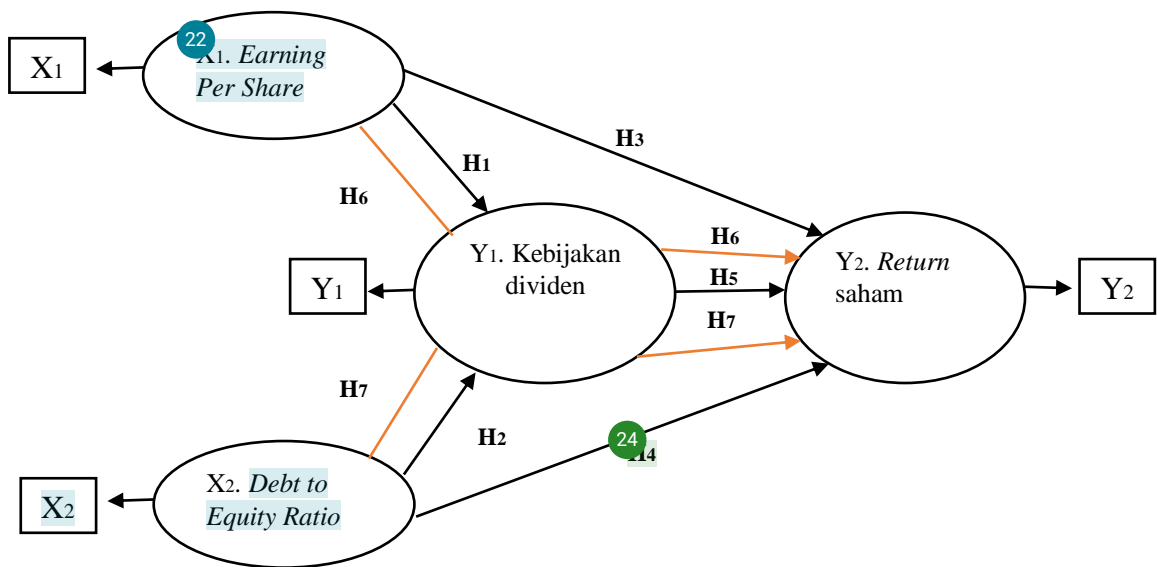 22
X1
X1. Earning
Per Share
H3
H1
H6
Y1. Kebijakan
dividen
H6
Y2. Return
saham
Y1
H5
Y2
H7
H7
H2
24
H4
X2. Debt to
Equity Ratio
X2